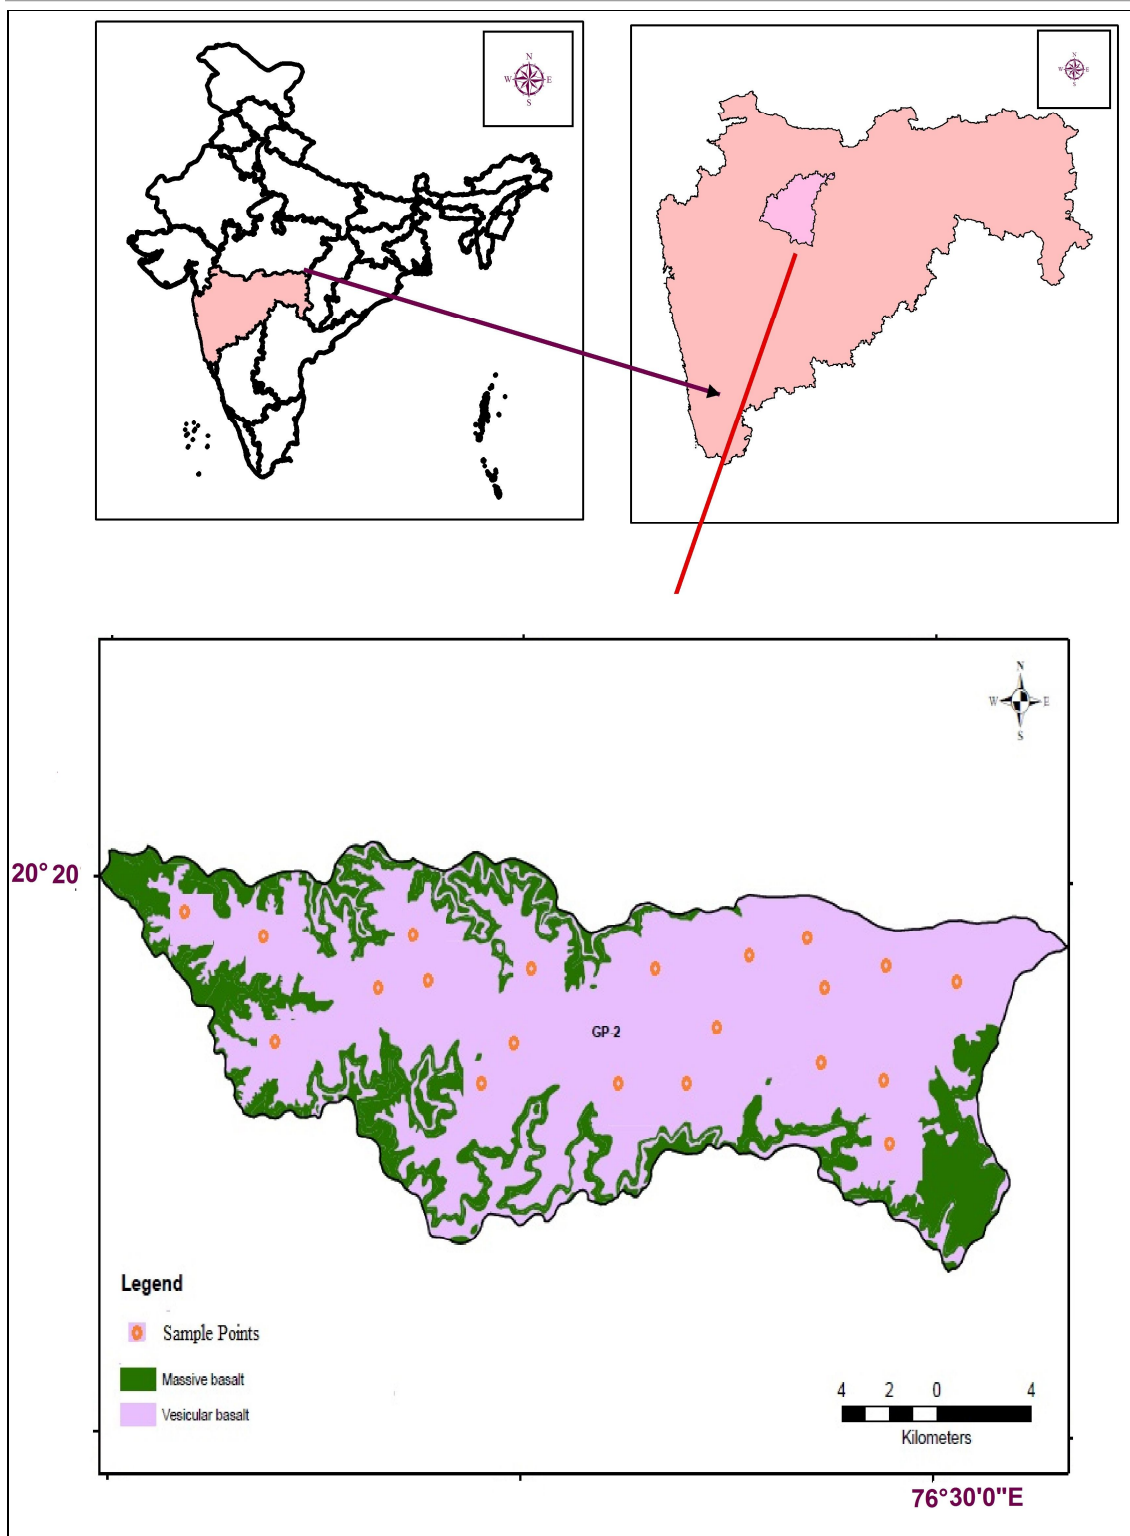 N
W E
S
N
W E
S
N
W E
S
20° 20
GP-2
Legend
Sample Points
Massive basalt
Vesicular basalt
4 2 0 4
Kilometers
76°30'0"E